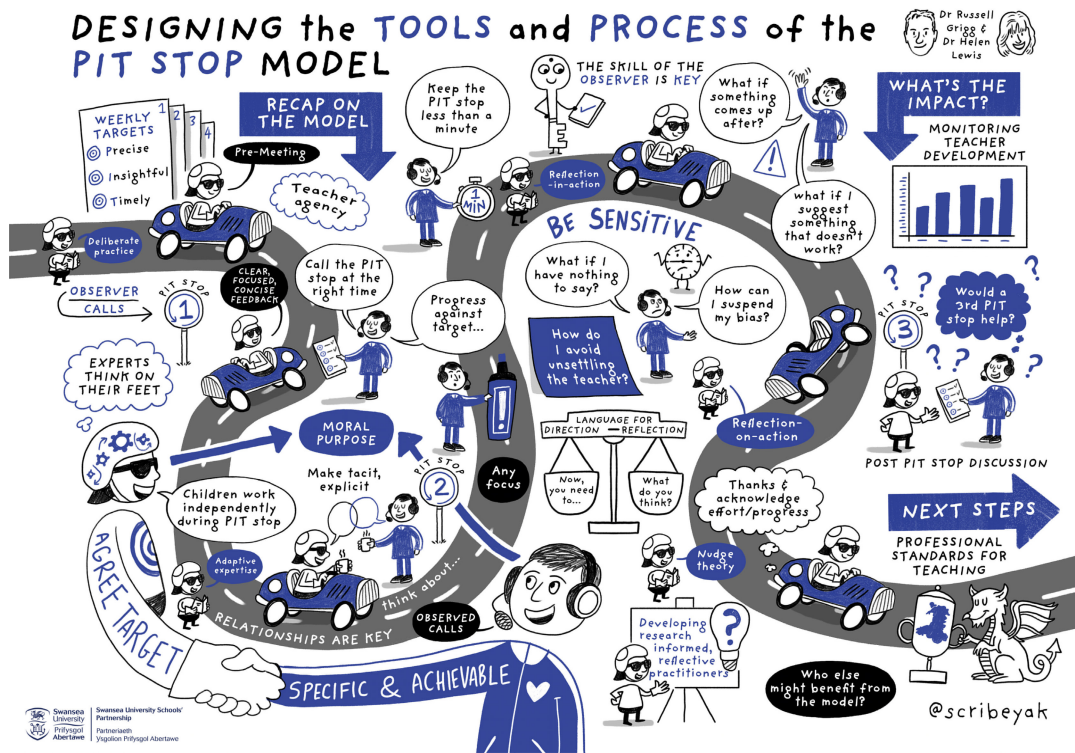 DESIGNING the TOOLS and PROCESS of the
PIT STOP MODEL
Dr Russell
Grigg &
Dr Helen
Lewis
WEEKLY
TARGETS
Precise
Insightful
Timely
1
2
3
4
Pre-Meeting
RECAP ON
THE MODEL
Teacher
agency
Deliberate
practice
OBSERVER
CALLS
PIT STOP
1
CLEAR,
FOCUSED,
CONCISE
FEEDBACK
Call the PIT
stop at the
right time
Keep the
PIT stop
less than a
minute
1
MIN
Progress
against
target...
THE SKILL OF THE
OBSERVER IS KEY
Reflection
-in-action
What if
something
comes up
after?
What if I
suggest
something
that doesn't
work?
BE SENSITIVE
What if I
have nothing
to say?
How can
I suspend
my bias?
How do
I avoid
unsettling
the teacher?
Reflection-
on-action
WHAT'S THE
IMPACT?
MONITORING
TEACHER
DEVELOPMENT
PIT STOP
3
Would a
3rd PIT
stop help?
POST PIT STOP DISCUSSION
EXPERTS
THINK ON
THEIR FEET
MORAL
PURPOSE
Children work
independently
during PIT stop
Make tacit,
explicit
PIT STOP
2
Any
focus
Adaptive
expertise
think about...
RELATIONSHIPS ARE KEY
OBSERVED
CALLS
AGREE TARGET
SPECIFIC & ACHIEVABLE
LANGUAGE FOR
DIRECTION – REFLECTION
Now,
you need
to...
What
do you
think?
Thanks &
acknowledge
effort/progress
Nudge
theory
Developing
research
informed,
reflective
practitioners
?
NEXT STEPS
PROFESSIONAL
STANDARDS FOR
TEACHING
Who else
might benefit from
the model?
@scribeyak
Swansea
University
Prifysgol
Abertawe
Swansea University Schools'
Partnership
Partneriaeth
Ysgolion Prifysgol Abertawe